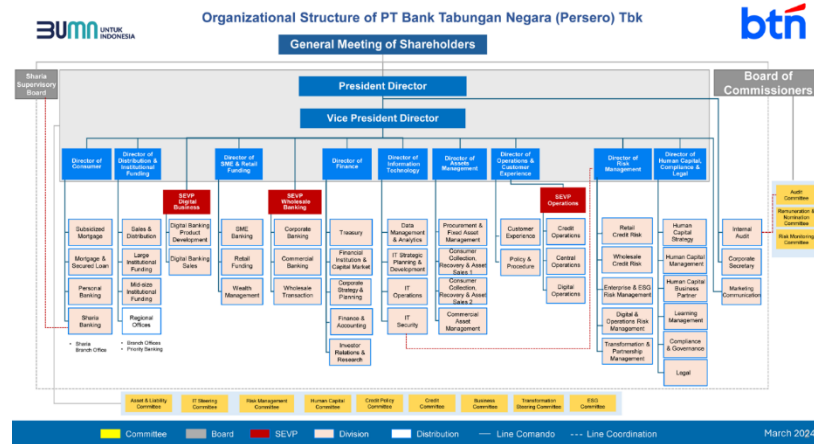 BUMN UNTUK
INDONESIA
Organizational Structure of PT Bank Tabungan Negara (Persero) Tbk
btn
General Meeting of Shareholders
Sharia
Supervisory
Board
Board of
Commissioners
President Director
Vice President Director
Director of
Consumer
Director of
Distribution &
Institutional
Funding
Director of
SME & Retail
Funding
Director of
Finance
Director of
Information
Technology
Director of
Assets
Management
Director of
Operations &
Customer
Experience
Director of
Risk
Management
Director of
Human Capital,
Compliance &
Legal
SEVP
Digital
Business
SEVP
Wholesale
Banking
SEVP
Operations
Audit
Committee
Remuneration &
Nomination
Committee
Risk Monitoring
Committee
Subsidized
Mortgage
Mortgage &
Secured Loan
Personal
Banking
Sharia
Banking
• Sharia
Branch Office
Sales &
Distribution
Large
Institutional
Funding
Mid-size
Institutional
Funding
Regional
Offices
• Branch Offices
• Priority Banking
Digital Banking
Product
Development
Digital Banking
Sales
SME
Banking
Retail
Funding
Wealth
Management
Corporate
Banking
Commercial
Banking
Wholesale
Transaction
Treasury
Financial
Institution &
Capital Market
Corporate
Strategy &
Planning
Finance &
Accounting
Investor
Relations &
Research
Data
Management
& Analytics
IT Strategic
Planning &
Development
IT
Operations
IT
Security
Procurement &
Fixed Asset
Management
Consumer
Collection,
Recovery & Asset
Sales 1
Consumer
Collection,
Recovery & Asset
Sales 2
Commercial
Asset
Management
Customer
Experience
Policy &
Procedure
Credit
Operations
Central
Operations
Digital
Operations
Retail
Credit Risk
Wholesale
Credit Risk
Enterprise & ESG
Risk Management
Digital &
Operations Risk
Management
Transformation &
Partnership
Management
Human
Capital
Strategy
Human Capital
Management
Human Capital
Business
Partner
Learning
Management
Compliance &
Governance
Legal
Internal
Audit
Corporate
Secretary
Marketing
Communication
Asset & Liability
Committee
IT Steering
Committee
Risk Management
Committee
Human Capital
Committee
Credit Policy
Committee
Credit
Committee
Business
Committee
Transformation
Steering Committee
ESG
Committee
Committee
Board
SEVP
Division
Distribution
Line Comando
Line Coordination
March 2024